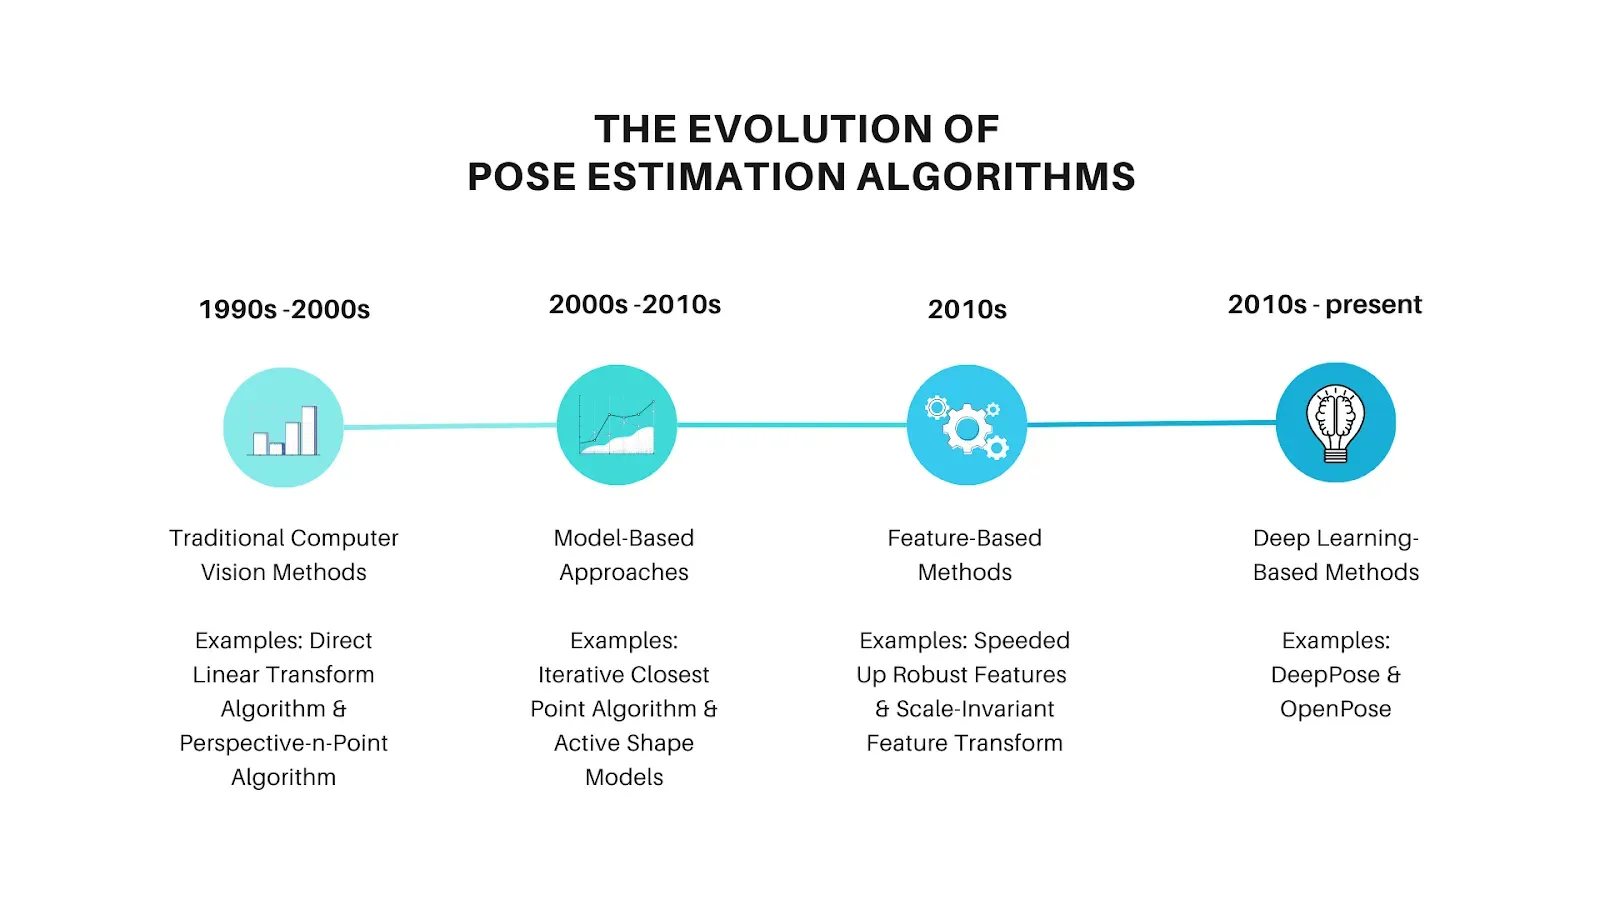 THE EVOLUTION OF
POSE ESTIMATION ALGORITHMS
1990s -2000s
Traditional Computer
Vision Methods
Examples: Direct
Linear Transform
Algorithm &
Perspective-n-Point
Algorithm
2000s -2010s
Model-Based
Approaches
Examples:
Iterative Closest
Point Algorithm &
Active Shape
Models
2010s
Feature-Based
Methods
Examples: Speeded
Up Robust Features
& Scale-Invariant
Feature Transform
2010s - present
Deep Learning-
Based Methods
Examples:
DeepPose &
OpenPose